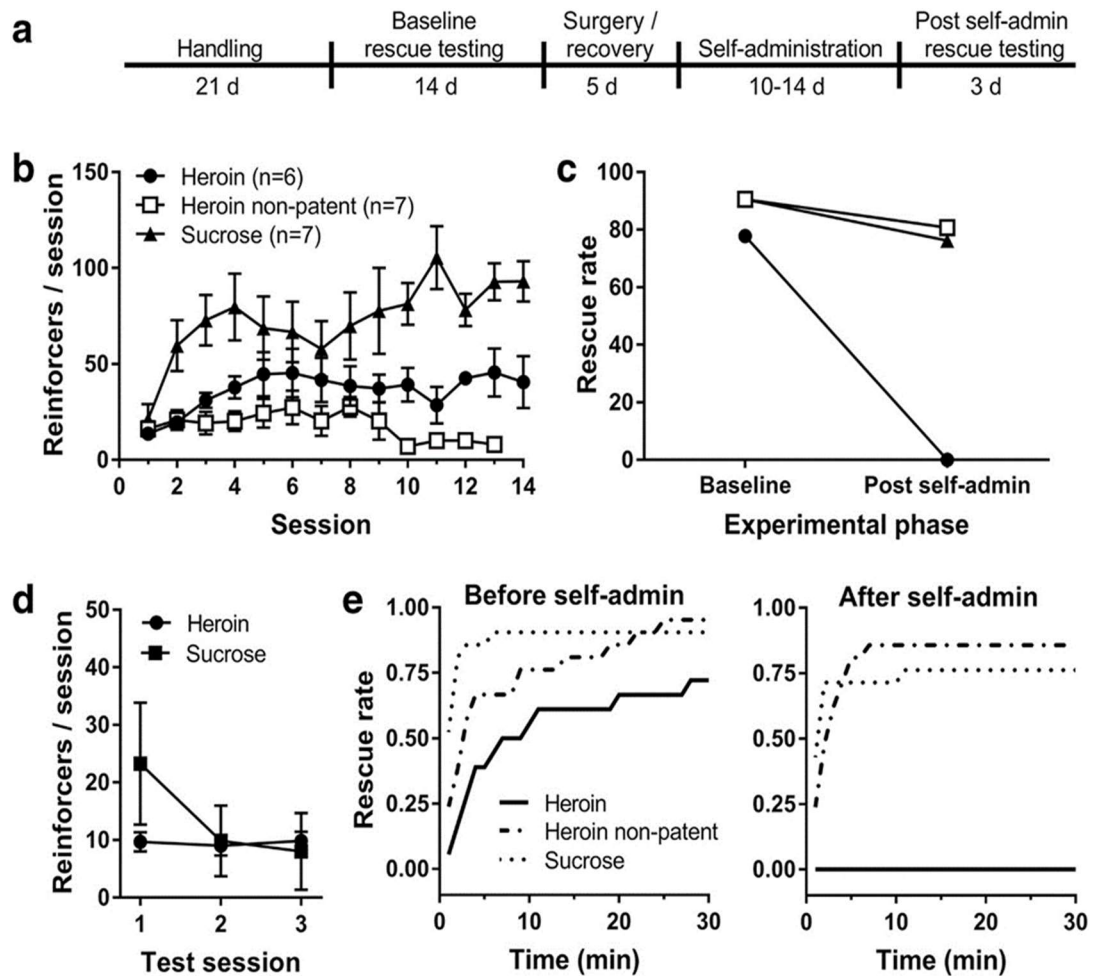 a
Handling
Baseline
rescue testing
Surgery /
recovery
Self-administration
Post self-admin
rescue testing
21 d
14 d
5 d
10-14 d
3 d
b
Reinforcers / session
150
100
50
0
Heroin (n=6)
Heroin non-patent (n=7)
Sucrose (n=7)
0 2 4 6 8 10 12 14
Session
c
Rescue rate
100
80
60
40
20
0
Baseline Post self-admin
Experimental phase
d
Reinforcers / session
50
40
30
20
10
0
Heroin
Sucrose
1 2 3
Test session
e
Before self-admin
Rescue rate
1.00
0.75
0.50
0.25
0.00
Heroin
Heroin non-patent
Sucrose
0 10 20 30
Time (min)
After self-admin
1.00
0.75
0.50
0.25
0.00
0 10 20 30
Time (min)